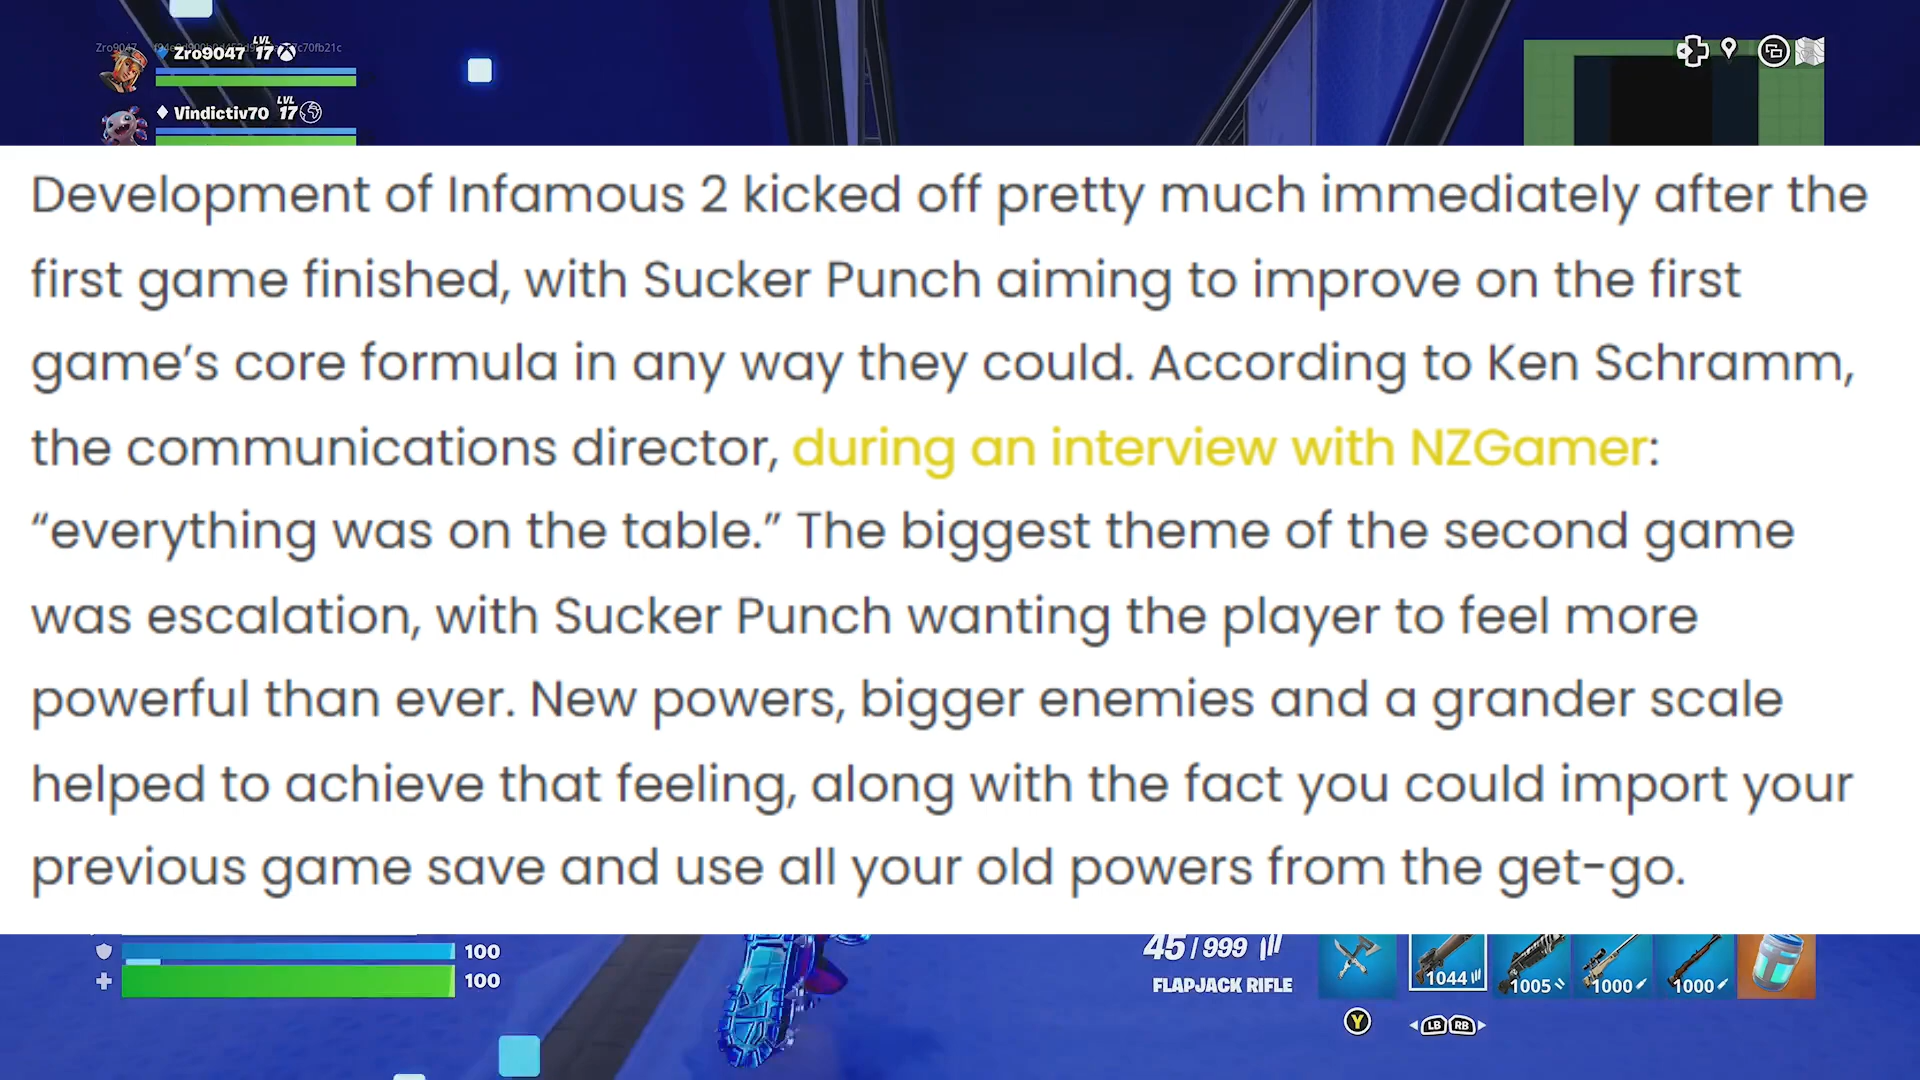 Zro9047
Zro9047 LVL 17
Vindictiv70 LVL 17
Development of Infamous 2 kicked off pretty much immediately after the
first game finished, with Sucker Punch aiming to improve on the first
game’s core formula in any way they could. According to Ken Schramm,
the communications director, during an interview with NZGamer:
“everything was on the table.” The biggest theme of the second game
was escalation, with Sucker Punch wanting the player to feel more
powerful than ever. New powers, bigger enemies and a grander scale
helped to achieve that feeling, along with the fact you could import your
previous game save and use all your old powers from the get-go.
100
100
45/999
FLAPJACK RIFLE
1044 1005 1000 1000
Y LB RB